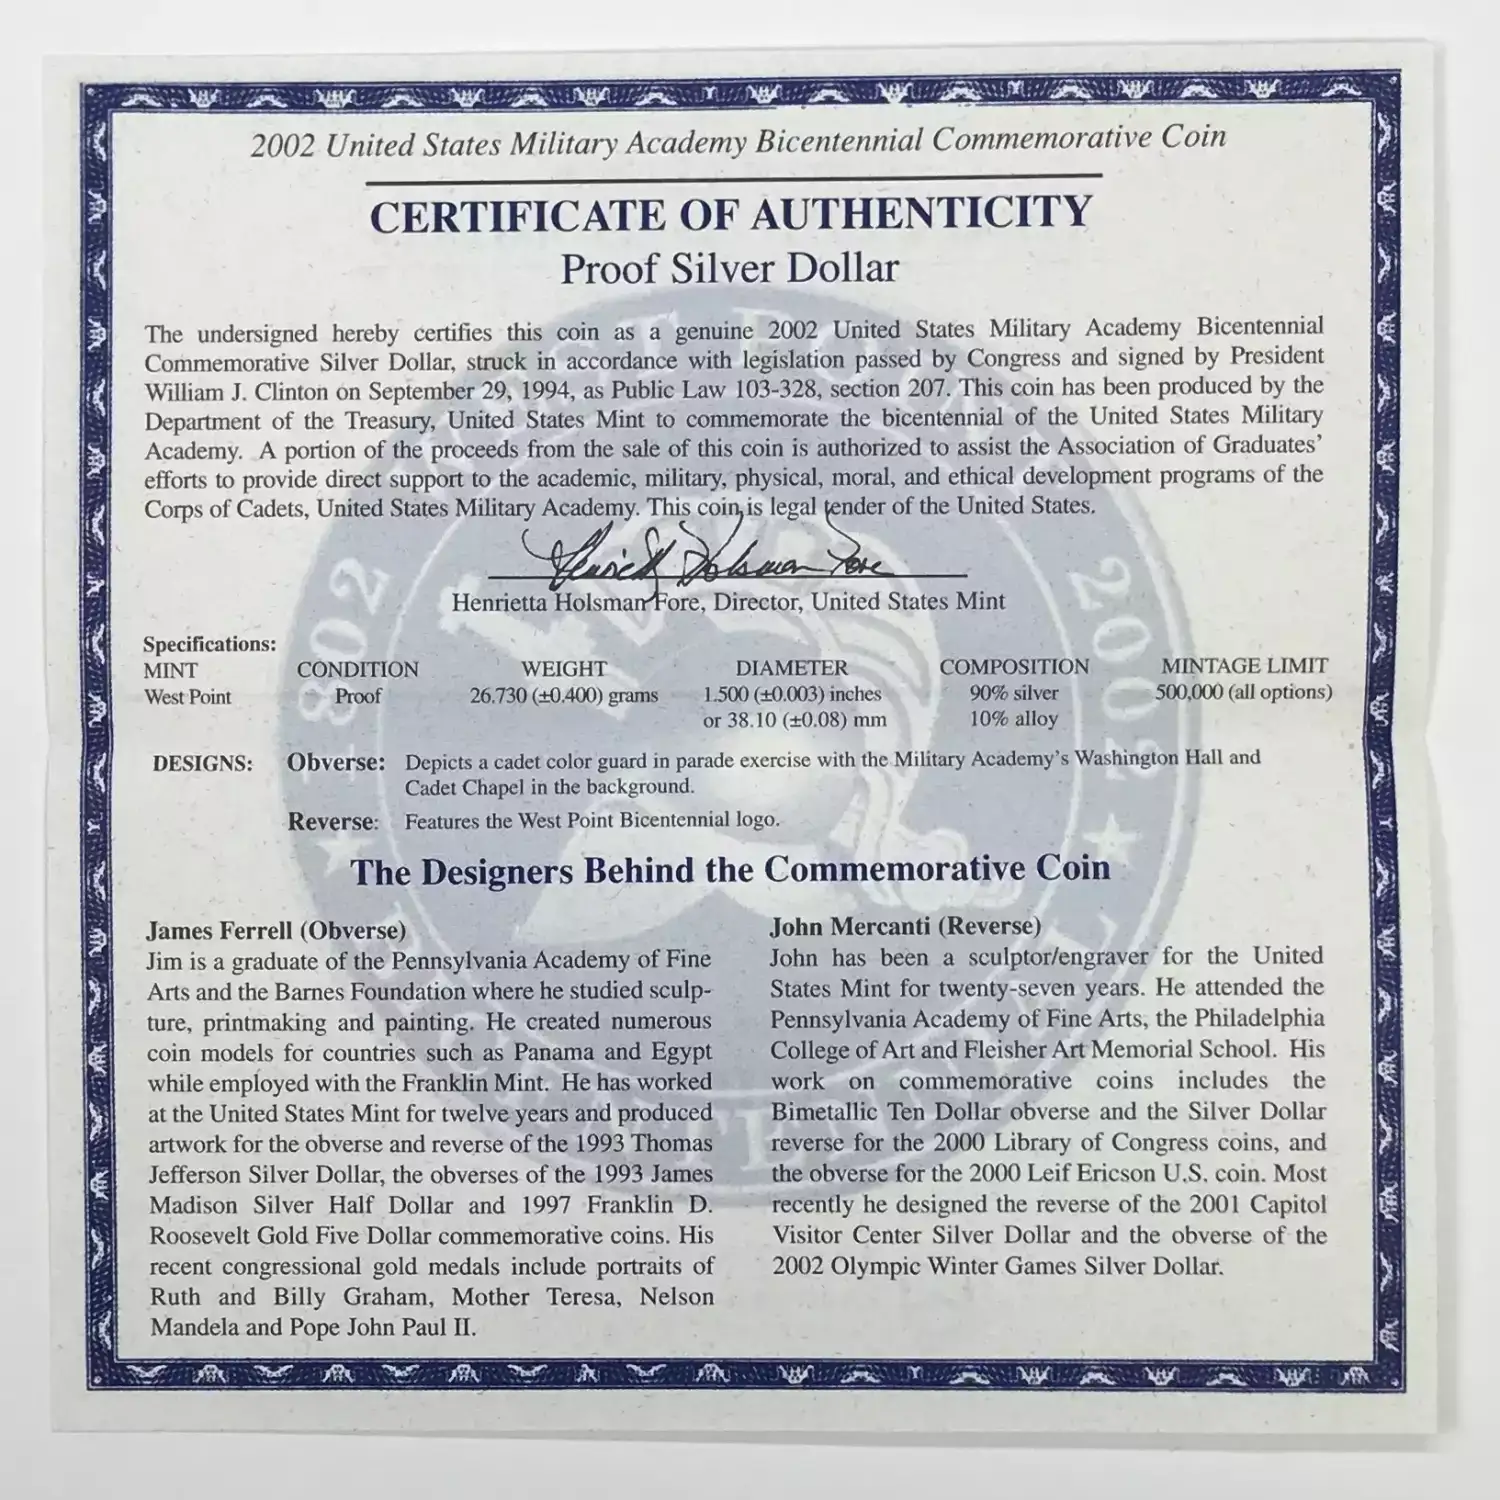 2002 United States Military Academy Bicentennial Commemorative Coin
CERTIFICATE OF AUTHENTICITY
Proof Silver Dollar
The undersigned hereby certifies this coin as a genuine 2002 United States Military Academy Bicentennial
Commemorative Silver Dollar, struck in accordance with legislation passed by Congress and signed by President
William J. Clinton on September 29, 1994, as Public Law 103-328, section 207. This coin has been produced by the
Department of the Treasury, United States Mint to commemorate the bicentennial of the United States Military
Academy. A portion of the proceeds from the sale of this coin is authorized to assist the Association of Graduates’
efforts to provide direct support to the academic, military, physical, moral, and ethical development programs of the
Corps of Cadets, United States Military Academy. This coin is legal tender of the United States.
Henrietta Holsman Fore
Henrietta Holsman Fore, Director, United States Mint
Specifications:
MINT CONDITION WEIGHT DIAMETER COMPOSITION MINTAGE LIMIT
West Point Proof 26.730 (±0.400) grams 1.500 (±0.003) inches 90% silver 500,000 (all options)
or 38.10 (±0.08) mm 10% alloy
DESIGNS: Obverse: Depicts a cadet color guard in parade exercise with the Military Academy’s Washington Hall and
Cadet Chapel in the background.
Reverse: Features the West Point Bicentennial logo.
The Designers Behind the Commemorative Coin
James Ferrell (Obverse)
Jim is a graduate of the Pennsylvania Academy of Fine
Arts and the Barnes Foundation where he studied sculp-
ture, printmaking and painting. He created numerous
coin models for countries such as Panama and Egypt
while employed with the Franklin Mint. He has worked
at the United States Mint for twelve years and produced
artwork for the obverse and reverse of the 1993 Thomas
Jefferson Silver Dollar, the obverses of the 1993 James
Madison Silver Half Dollar and 1997 Franklin D.
Roosevelt Gold Five Dollar commemorative coins. His
recent congressional gold medals include portraits of
Ruth and Billy Graham, Mother Teresa, Nelson
Mandela and Pope John Paul II.
John Mercanti (Reverse)
John has been a sculptor/engraver for the United
States Mint for twenty-seven years. He attended the
Pennsylvania Academy of Fine Arts, the Philadelphia
College of Art and Fleisher Art Memorial School. His
work on commemorative coins includes the
Bimetallic Ten Dollar obverse and the Silver Dollar
reverse for the 2000 Library of Congress coins, and
the obverse for the 2000 Leif Ericson U.S. coin. Most
recently he designed the reverse of the 2001 Capitol
Visitor Center Silver Dollar and the obverse of the
2002 Olympic Winter Games Silver Dollar.
1802
2002